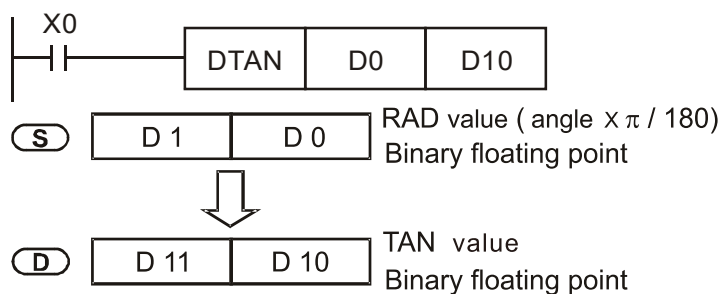 X0
DTAN D0 D10
S D 1 D 0 RAD value ( angle x π / 180)
Binary floating point
D D 11 D 10 TAN value
Binary floating point